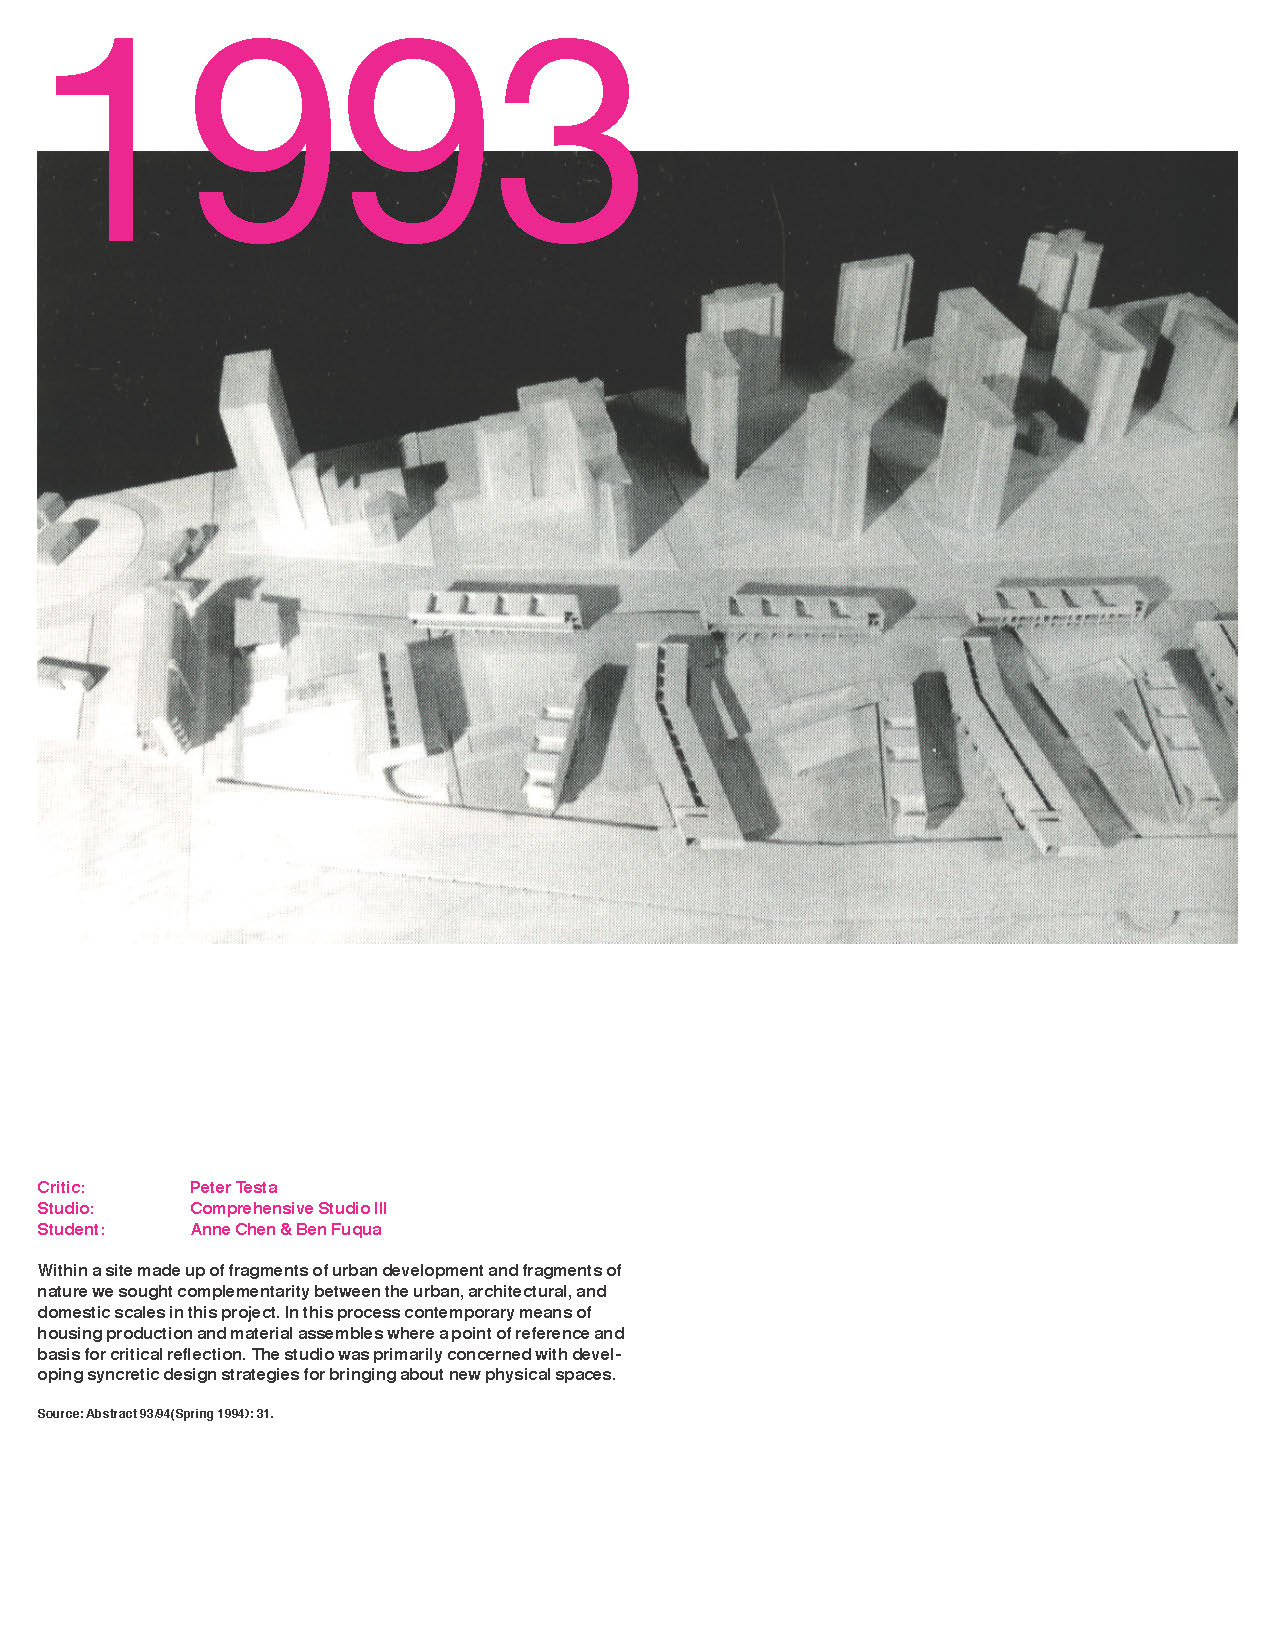 1993
Critic: Peter Testa
Studio: Comprehensive Studio III
Student: Anne Chen & Ben Fuqua
Within a site made up of fragments of urban development and fragments of
nature we sought complementarity between the urban, architectural, and
domestic scales in this project. In this process contemporary means of
housing production and material assembles where a point of reference and
basis for critical reflection. The studio was primarily concerned with devel-
oping syncretic design strategies for bringing about new physical spaces.
Source: Abstract 93/94(Spring 1994): 31.